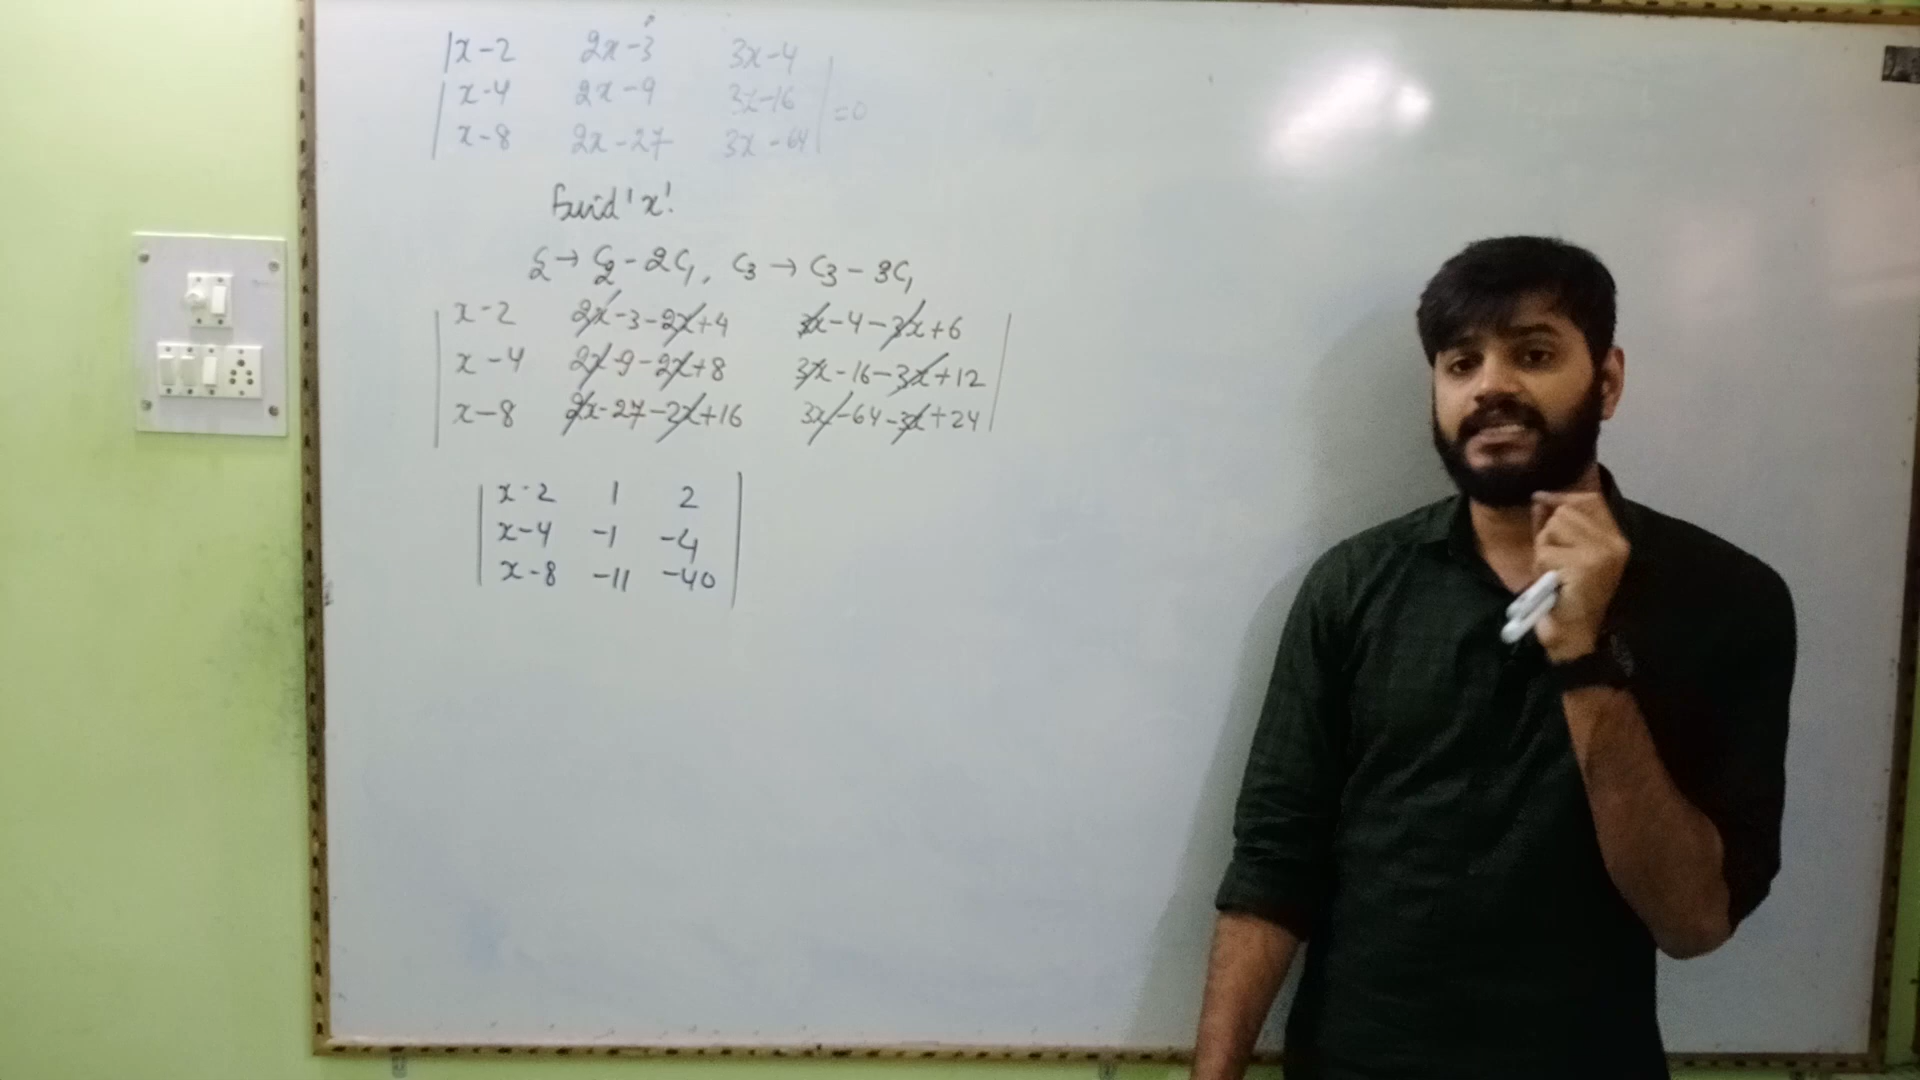 |x-2 2x-3 3x-4|
|x-4 2x-9 3x-16| =0
|x-8 2x-27 3x-64|
find 'x'.
C2 → C2 - 2C1, C3 → C3 - 3C1
|x-2 2x-3-2x+4 3x-4-3x+6|
|x-4 2x-9-2x+8 3x-16-3x+12|
|x-8 2x-27-2x+16 3x-64-3x+24|
|x-2 1 2|
|x-4 -1 -4|
|x-8 -11 -40|